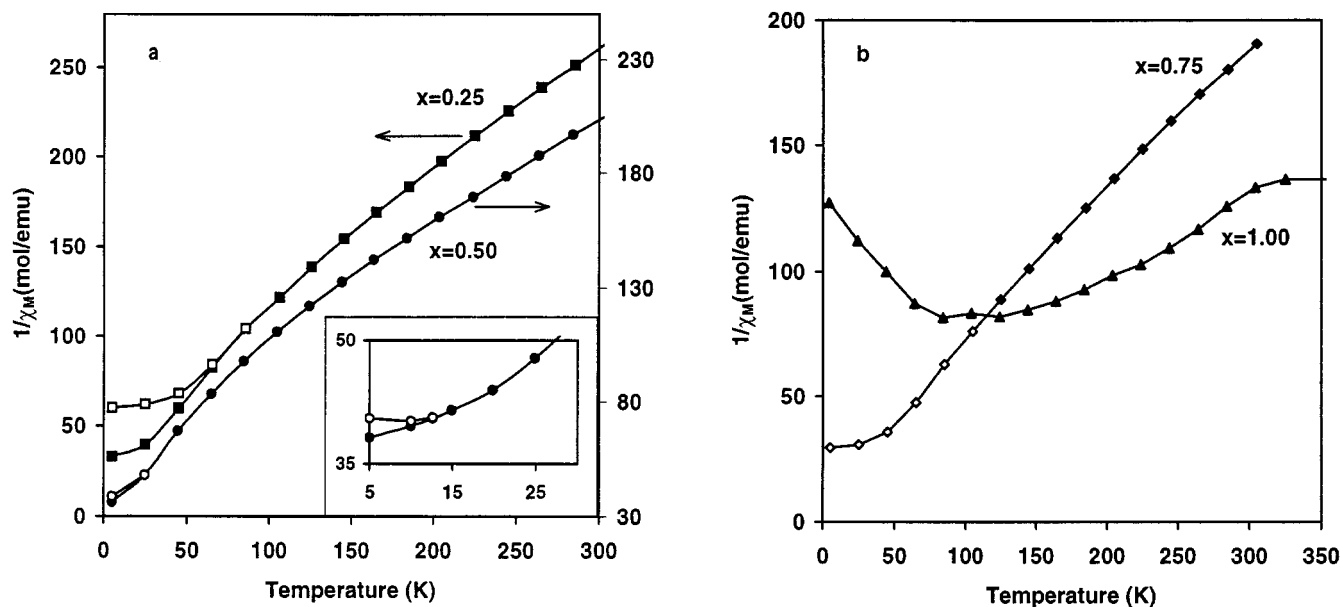 a
250
200
150
100
50
0
1/χM(mol/emu)
x=0.25
x=0.50
230
180
130
80
30
50
35
5 15 25
0 50 100 150 200 250 300
Temperature (K)
b
200
150
100
50
0
1/χM(mol/emu)
x=0.75
x=1.00
0 50 100 150 200 250 300 350
Temperature (K)